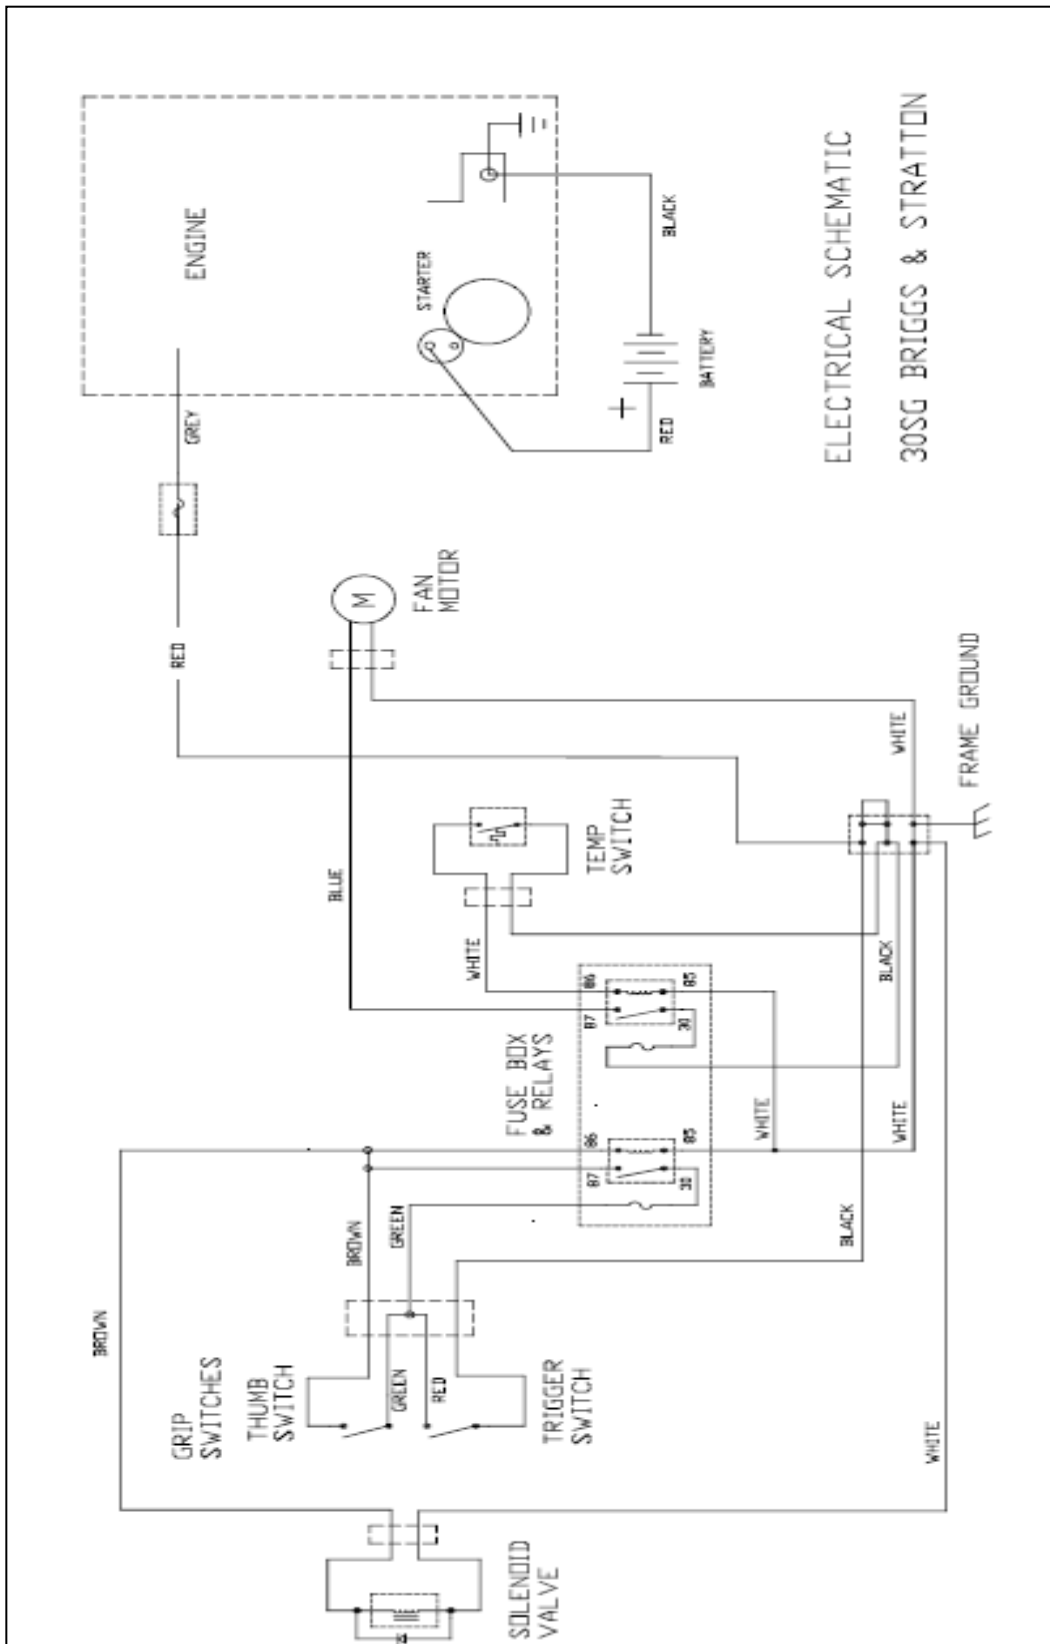 ELECTRICAL SCHEMATIC
30SG BRIGGS & STRATTON
ENGINE
STARTER
BLACK
BATTERY
+
RED
GREY
RED
M
FAN
MOTOR
WHITE
FRAME GROUND
BLUE
TEMP
SWITCH
WHITE
BLACK
FUSE BOX
& RELAYS
86
85
87
30
86
85
87
30
WHITE
WHITE
BLACK
BROWN
GREEN
BROWN
GRIP
SWITCHES
THUMB
SWITCH
GREEN
RED
TRIGGER
SWITCH
WHITE
SOLENOID
VALVE